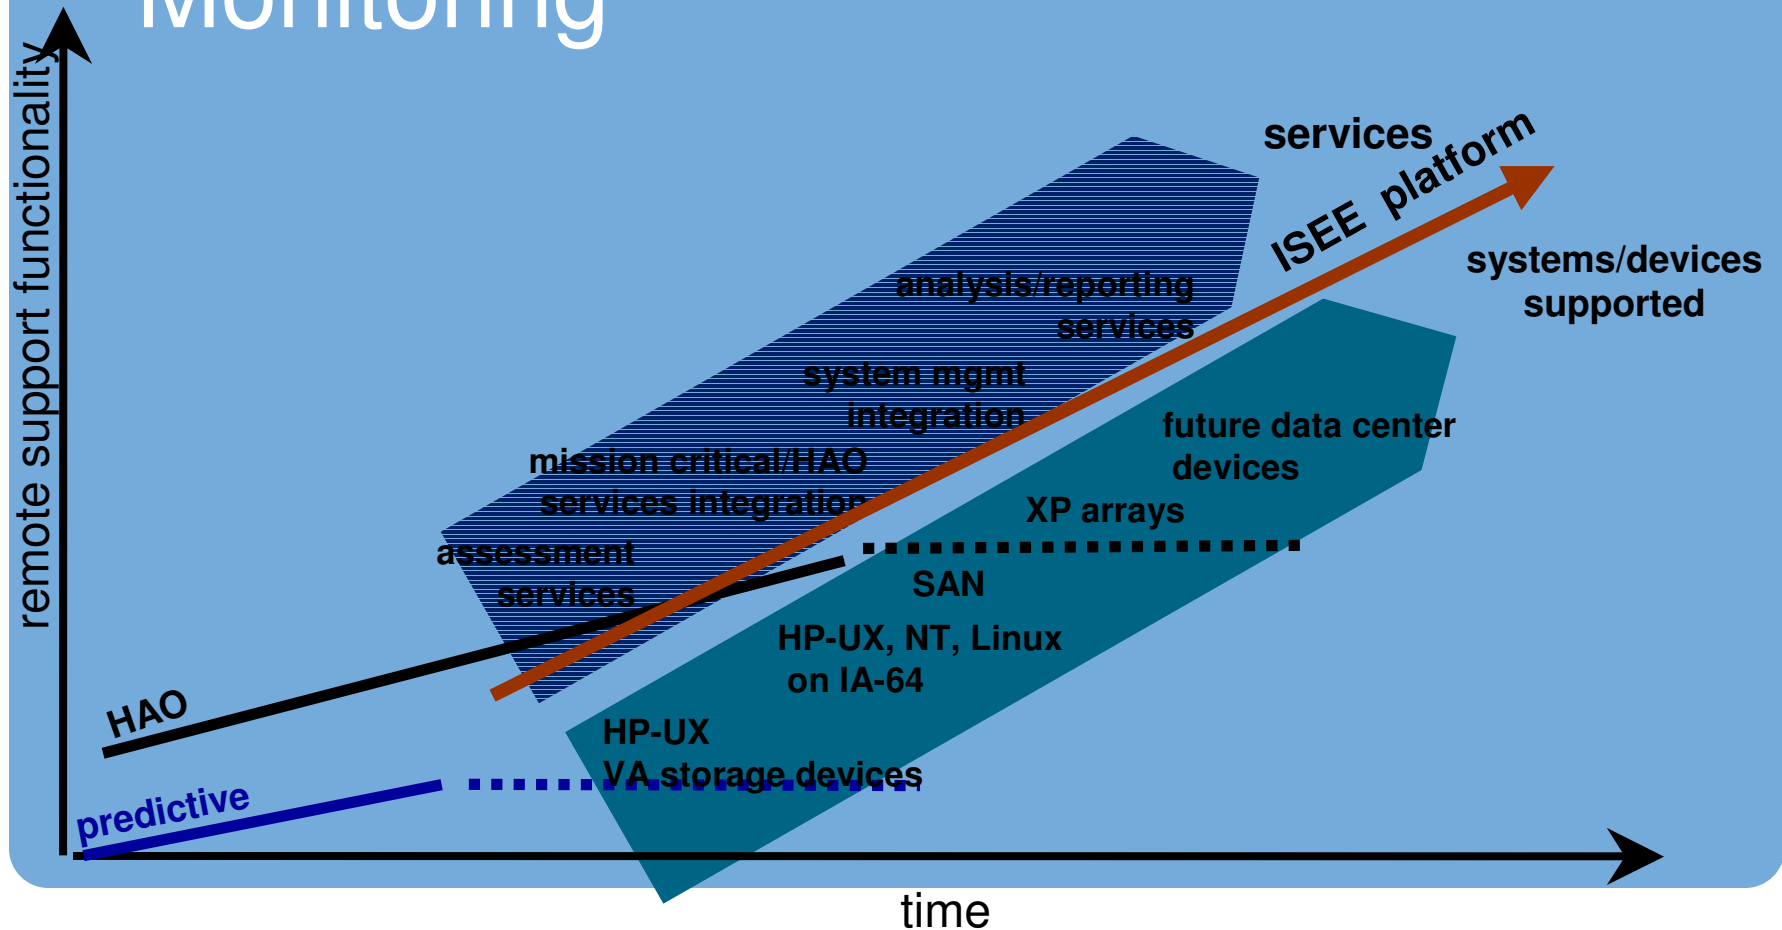 Monitoring
remote support functionality
services
ISEE platform
systems/devices
supported
analysis/reporting
services
system mgmt
integration
mission critical/HAO
services integration
assessment
services
future data center
devices
XP arrays
SAN
HP-UX, NT, Linux
on IA-64
HP-UX
VA storage devices
HAO
predictive
time